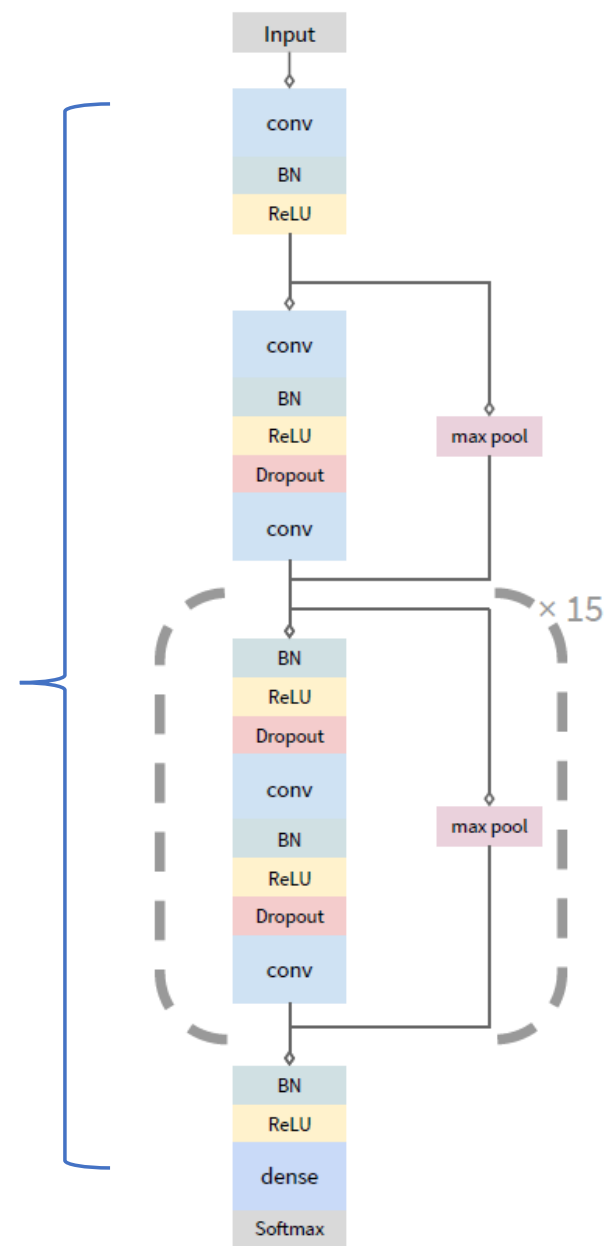 Input
conv
BN
ReLU
conv
BN
ReLU
max pool
Dropout
conv
× 15
BN
ReLU
Dropout
conv
max pool
BN
ReLU
Dropout
conv
BN
ReLU
dense
Softmax